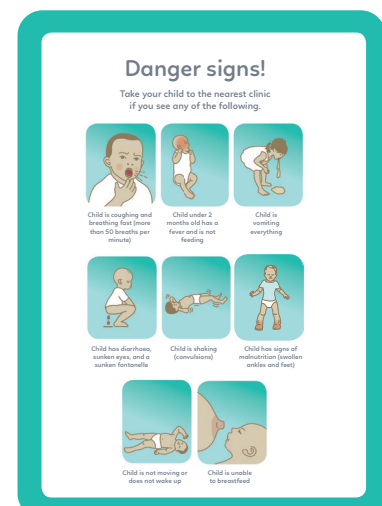 Danger signs!
Take your child to the nearest clinic
if you see any of the following.
Child is caughing and
breathing fast (more
than 50 breaths per
minute)
Child under 2
months old has a
fever and is not
feeding
Child is
vomiting
everything
Child has diarrhoea,
sunken eyes, and a
sunken fontanelle
Child is shaking
(convulsions)
Child has signs of
malnutrition (swollen
ankles and feet)
Child is not moving or
does not wake up
Child is unable
to breastfeed